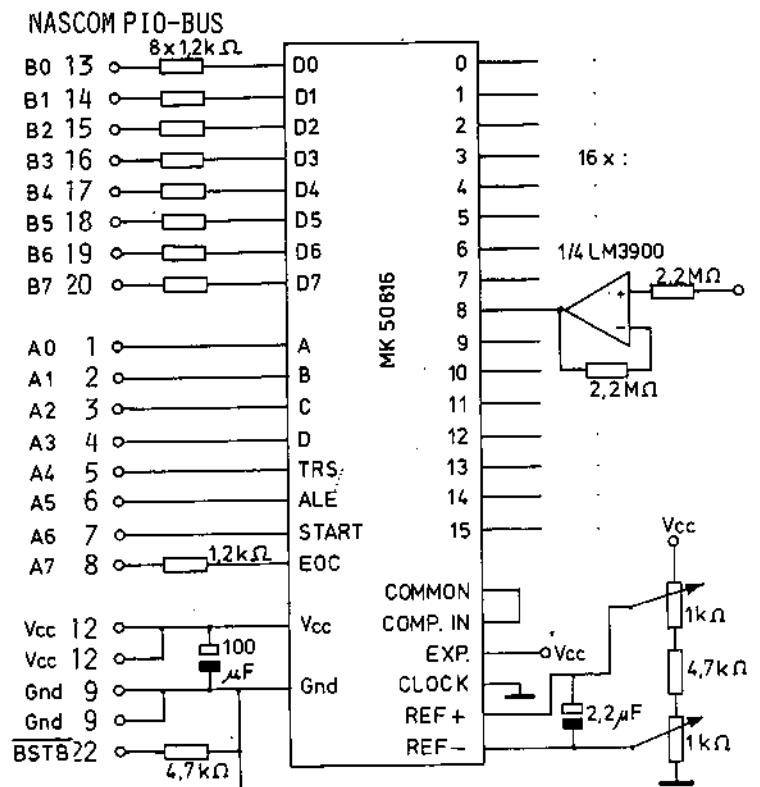 NASCOM PIO-BUS
8x1,2kΩ
B0 13 D0 0
B1 14 D1 1
B2 15 D2 2
B3 16 D3 3 16 x :
B4 17 D4 4
B5 18 D5 5
B6 19 D6 6 1/4 LM3900
B7 20 D7 7 2,2MΩ
8 + −
MK 50816
A0 1 A 9
A1 2 B 10 2,2MΩ
A2 3 C 11
A3 4 D 12
A4 5 TRS 13
A5 6 ALE 14
A6 7 START 15 Vcc
A7 8 1,2kΩ EOC
COMMON 1kΩ
Vcc 12 Vcc COMP. IN
Vcc 12 100 µF EXP. Vcc 4,7kΩ
Gnd 9 Gnd CLOCK
Gnd 9 REF+ 2,2µF 1kΩ
BSTB 22 4,7kΩ REF−